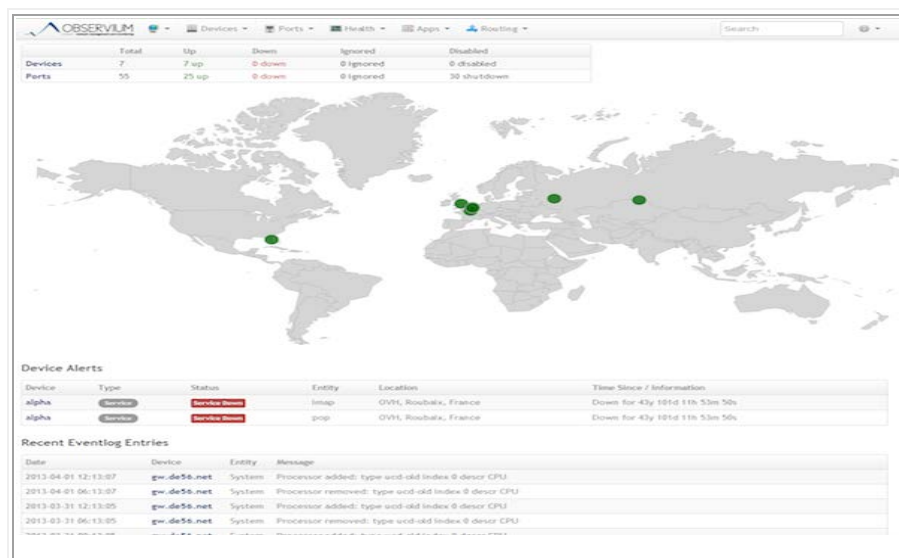 OBSERVIUM Devices Ports Health Apps Routing Search
Total Up Down Ignored Disabled
Devices 7 7 up 0 down 0 ignored 0 disabled
Ports 55 25 up 0 down 0 ignored 30 shutdown
Device Alerts
Device Type Status Entity Location Time Since / Information
alpha Service Service Down imap OVH, Roubaix, France Down for 43y 101d 11h 53m 50s
alpha Service Service Down pop OVH, Roubaix, France Down for 43y 101d 11h 53m 50s
Recent Eventlog Entries
Date Device Entity Message
2013-04-01 12:13:07 gw.de56.net System Processor added: type ucd-old index 0 descr CPU
2013-04-01 06:13:07 gw.de56.net System Processor removed: type ucd-old index 0 descr CPU
2013-03-31 12:13:05 gw.de56.net System Processor added: type ucd-old index 0 descr CPU
2013-03-31 06:13:05 gw.de56.net System Processor removed: type ucd-old index 0 descr CPU